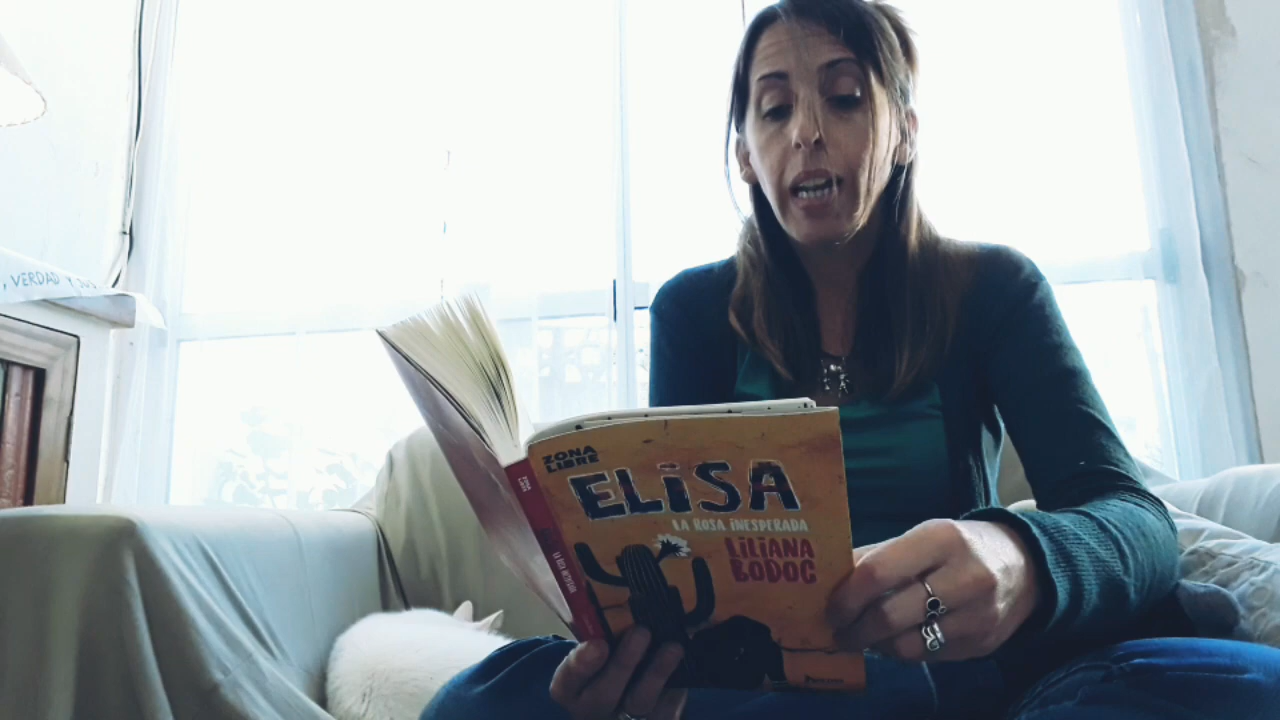 , VERDAD Y
ZONA
LIBRE
ELISA
LA ROSA INESPERADA
LILIANA
BODOC